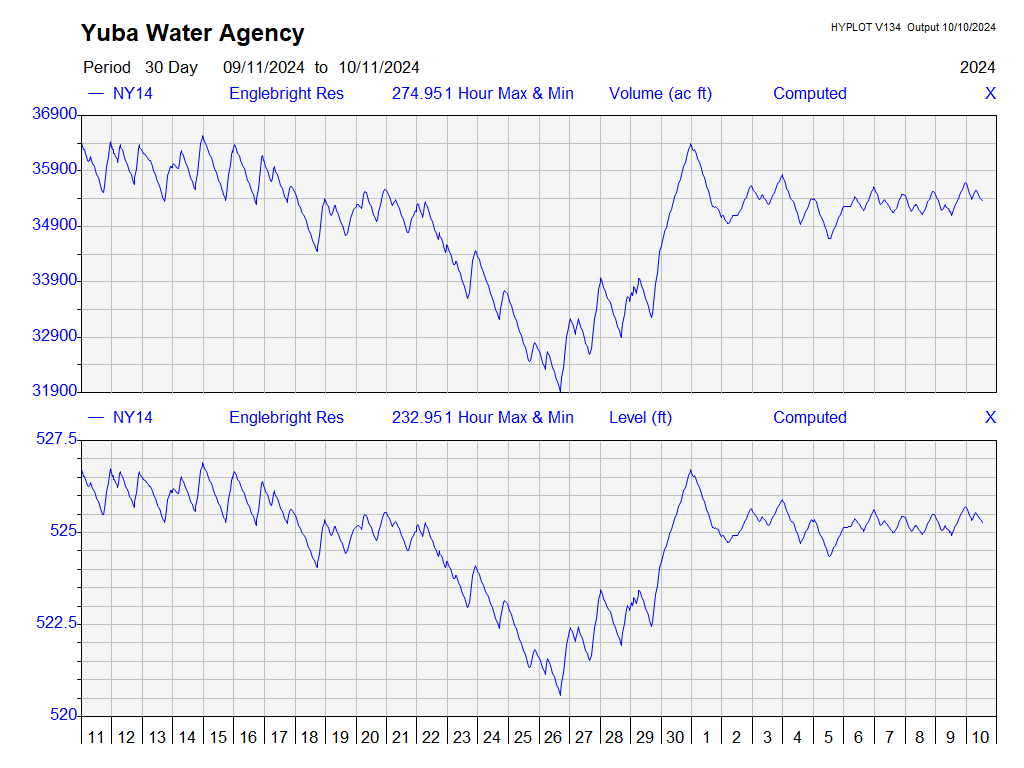 Yuba Water Agency
HYPLOT V134 Output 10/10/2024
Period 30 Day 09/11/2024 to 10/11/2024 2024
NY14 Englebright Res 274.951 Hour Max & Min Volume (ac ft) Computed X
36900
35900
34900
33900
32900
31900
NY14 Englebright Res 232.951 Hour Max & Min Level (ft) Computed X
527.5
525
522.5
520
11 12 13 14 15 16 17 18 19 20 21 22 23 24 25 26 27 28 29 30 1 2 3 4 5 6 7 8 9 10